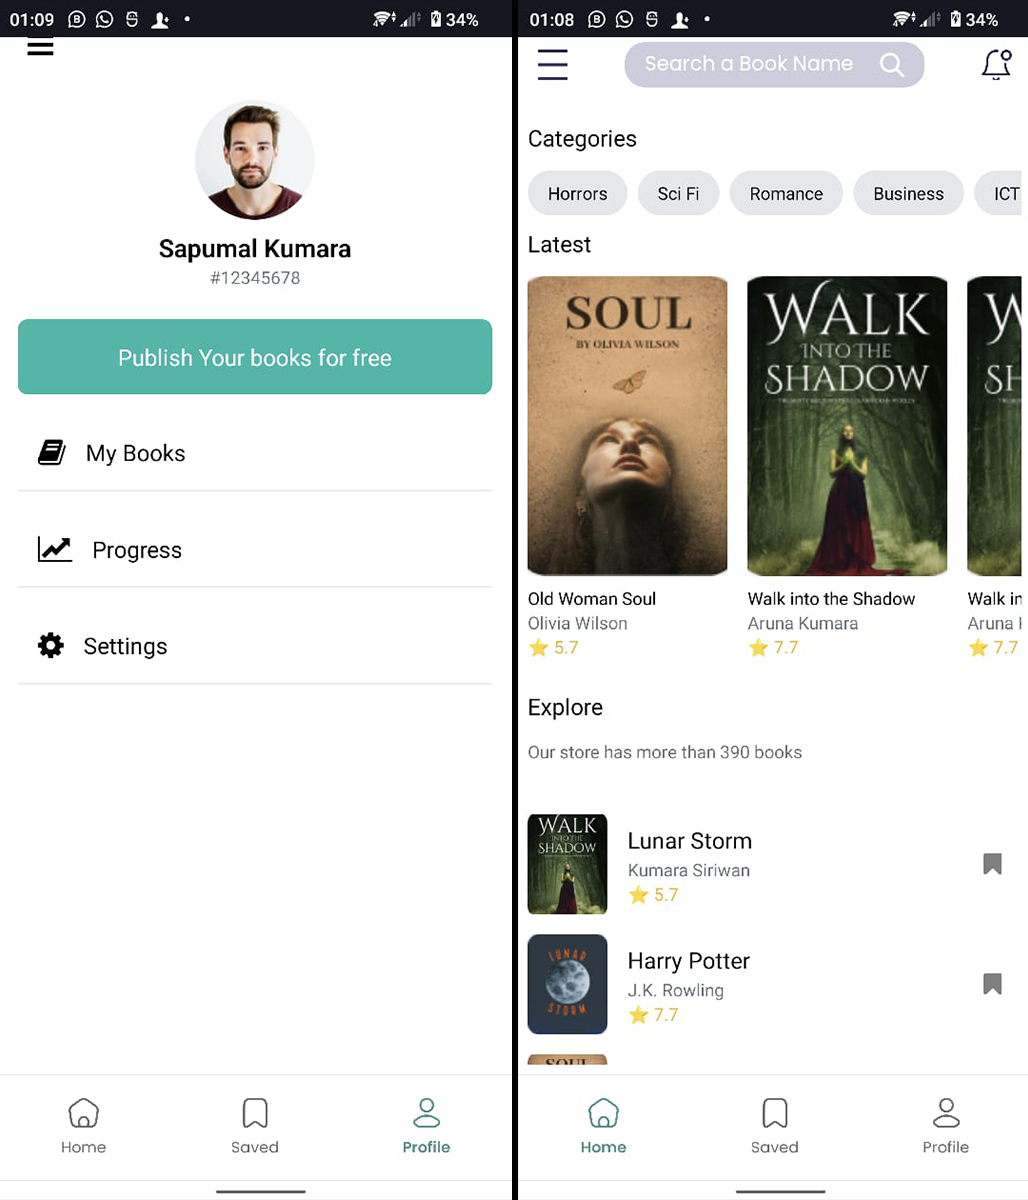 01:09
34%
Sapumal Kumara
#12345678
Publish Your books for free
My Books
Progress
Settings
Home
Saved
Profile
01:08
34%
Search a Book Name
Categories
Horrors
Sci Fi
Romance
Business
ICT
Latest
SOUL
BY OLIVIA WILSON
WALK
INTO THE
SHADOW
W
SH
Old Woman Soul
Olivia Wilson
5.7
Walk into the Shadow
Aruna Kumara
7.7
Walk in
Aruna K
7.7
Explore
Our store has more than 390 books
WALK
INTO THE
SHADOW
Lunar Storm
Kumara Siriwan
5.7
LUNAR
STORM
Harry Potter
J.K. Rowling
7.7
SOUL
Home
Saved
Profile